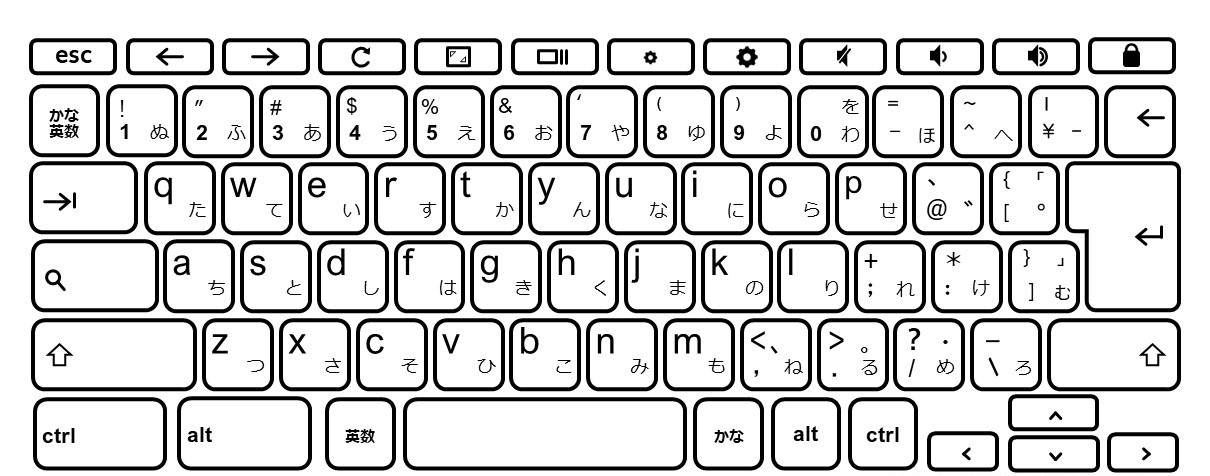 esc
かな 英数 ! 1 ぬ " 2 ふ # 3 あ $ 4 う % 5 え & 6 お ' 7 や ( 8 ゆ ) 9 よ を 0 わ = - ほ ~ ^ へ | ¥ -
q た w て e い r す t か y ん u な i に o ら p せ 、 @ ゛ { 「 [ °
a ち s と d し f は g き h く j ま k の l り + ; れ * : け } 」 ] む
z つ x さ c そ v ひ b こ n み m も < 、 , ね > 。 . る ? ・ / め _ \ ろ
ctrl alt 英数 かな alt ctrl